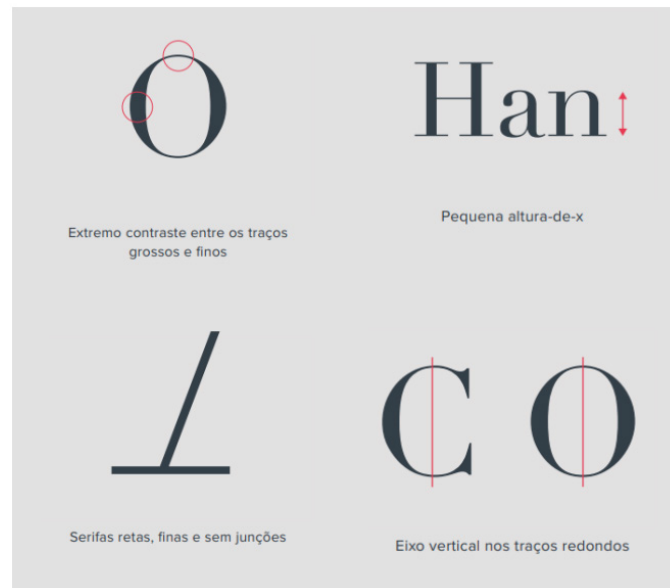 O
Han
Extremo contraste entre os traços
grossos e finos
Pequena altura-de-x
C O
Serifas retas, finas e sem junções
Eixo vertical nos traços redondos